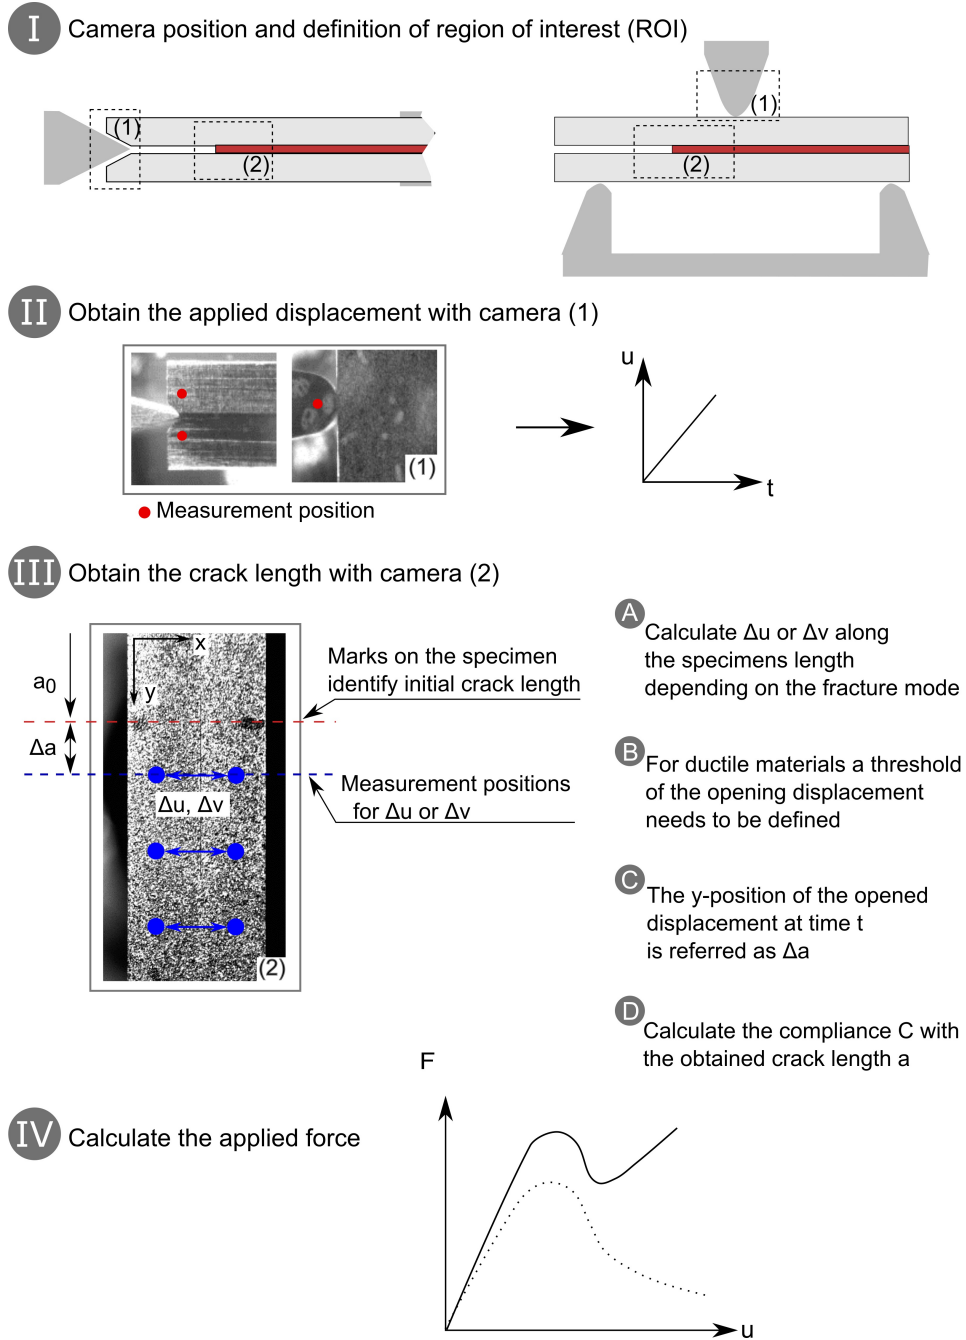 I
Camera position and definition of region of interest (ROI)
(1)
(2)
(1)
(2)
II
Obtain the applied displacement with camera (1)
(1)
Measurement position
u
t
III
Obtain the crack length with camera (2)
x
y
a0
Δa
Marks on the specimen
identify initial crack length
Measurement positions
for Δu or Δv
Δu, Δv
(2)
A
Calculate Δu or Δv along
the specimens length
depending on the fracture mode
B
For ductile materials a threshold
of the opening displacement
needs to be defined
C
The y-position of the opened
displacement at time t
is referred as Δa
D
Calculate the compliance C with
the obtained crack length a
IV
Calculate the applied force
F
u